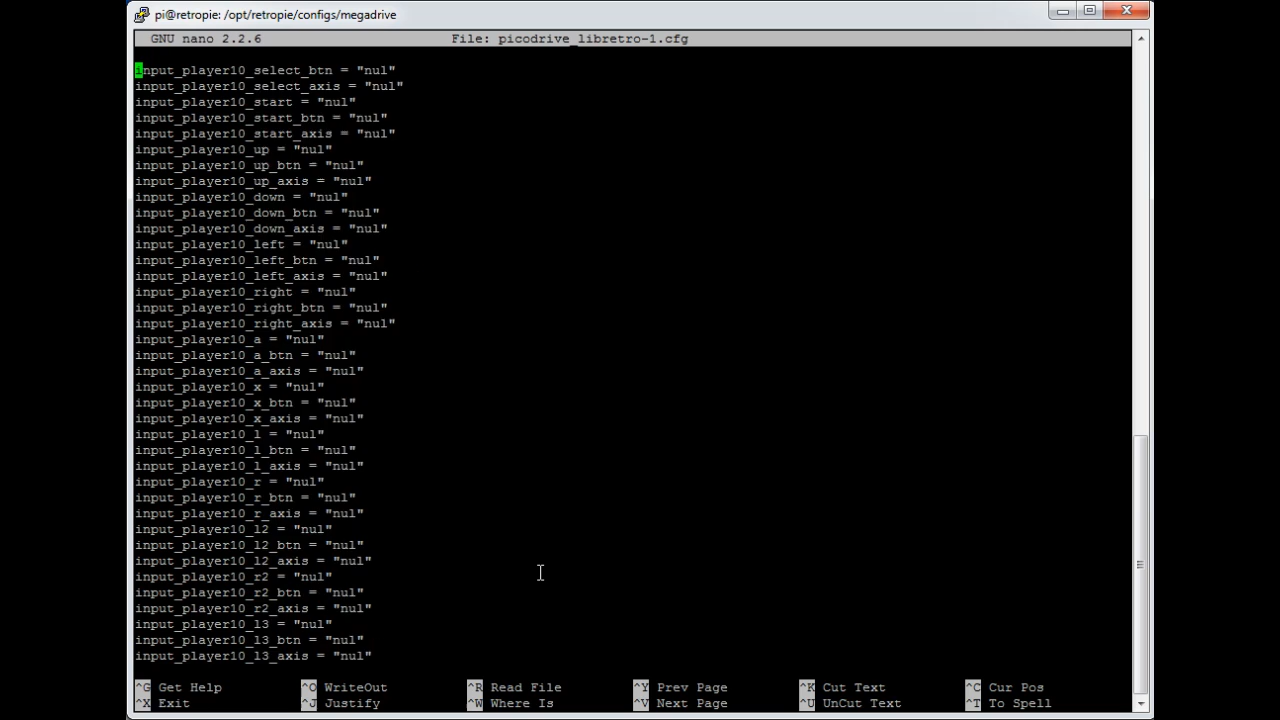 pi@retropie: /opt/retropie/configs/megadrive
GNU nano 2.2.6 File: picodrive_libretro-1.cfg
input_player10_select_btn = "nul"
input_player10_select_axis = "nul"
input_player10_start = "nul"
input_player10_start_btn = "nul"
input_player10_start_axis = "nul"
input_player10_up = "nul"
input_player10_up_btn = "nul"
input_player10_up_axis = "nul"
input_player10_down = "nul"
input_player10_down_btn = "nul"
input_player10_down_axis = "nul"
input_player10_left = "nul"
input_player10_left_btn = "nul"
input_player10_left_axis = "nul"
input_player10_right = "nul"
input_player10_right_btn = "nul"
input_player10_right_axis = "nul"
input_player10_a = "nul"
input_player10_a_btn = "nul"
input_player10_a_axis = "nul"
input_player10_x = "nul"
input_player10_x_btn = "nul"
input_player10_x_axis = "nul"
input_player10_l = "nul"
input_player10_l_btn = "nul"
input_player10_l_axis = "nul"
input_player10_r = "nul"
input_player10_r_btn = "nul"
input_player10_r_axis = "nul"
input_player10_l2 = "nul"
input_player10_l2_btn = "nul"
input_player10_l2_axis = "nul"
input_player10_r2 = "nul"
input_player10_r2_btn = "nul"
input_player10_r2_axis = "nul"
input_player10_l3 = "nul"
input_player10_l3_btn = "nul"
input_player10_l3_axis = "nul"
^G Get Help ^O WriteOut ^R Read File ^Y Prev Page ^K Cut Text ^C Cur Pos
^X Exit ^J Justify ^W Where Is ^V Next Page ^U UnCut Text ^T To Spell